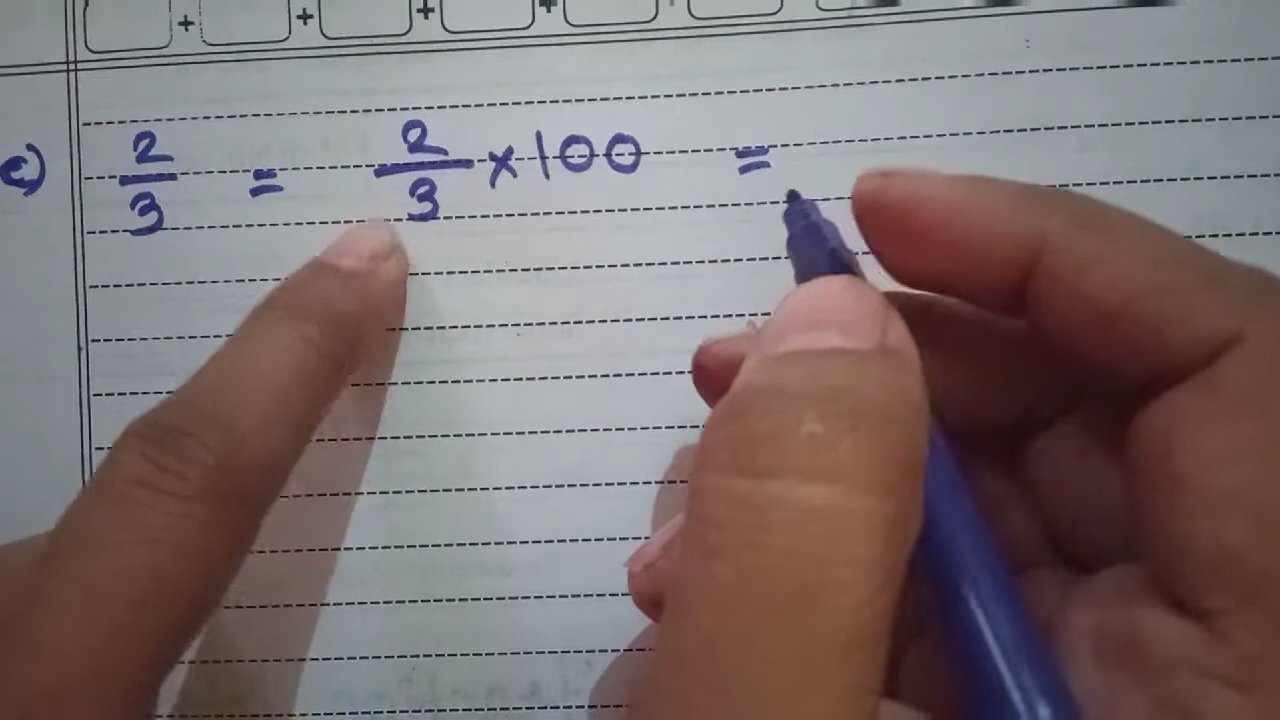 + + + +
c) 2/3 = 2/3 × 100 =